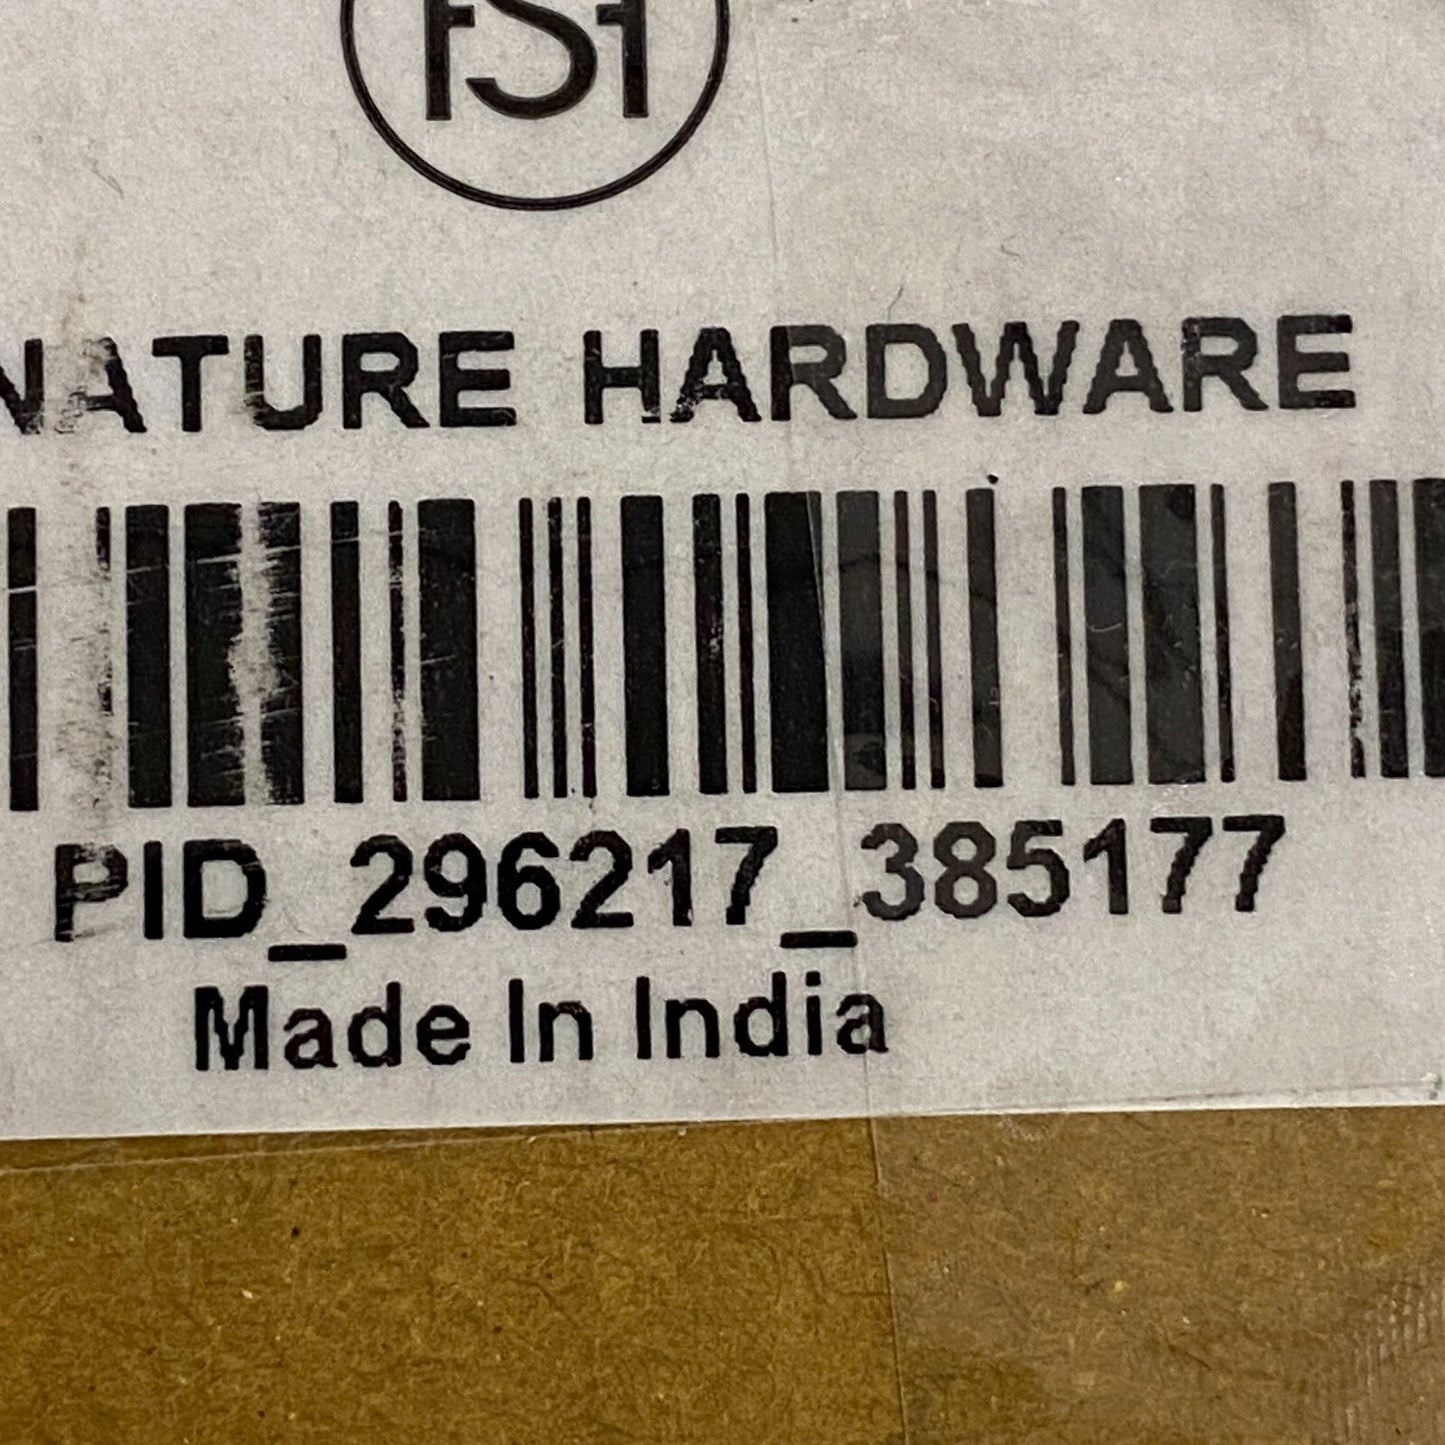 NATURE HARDWARE
PID_296217_385177
Made In India